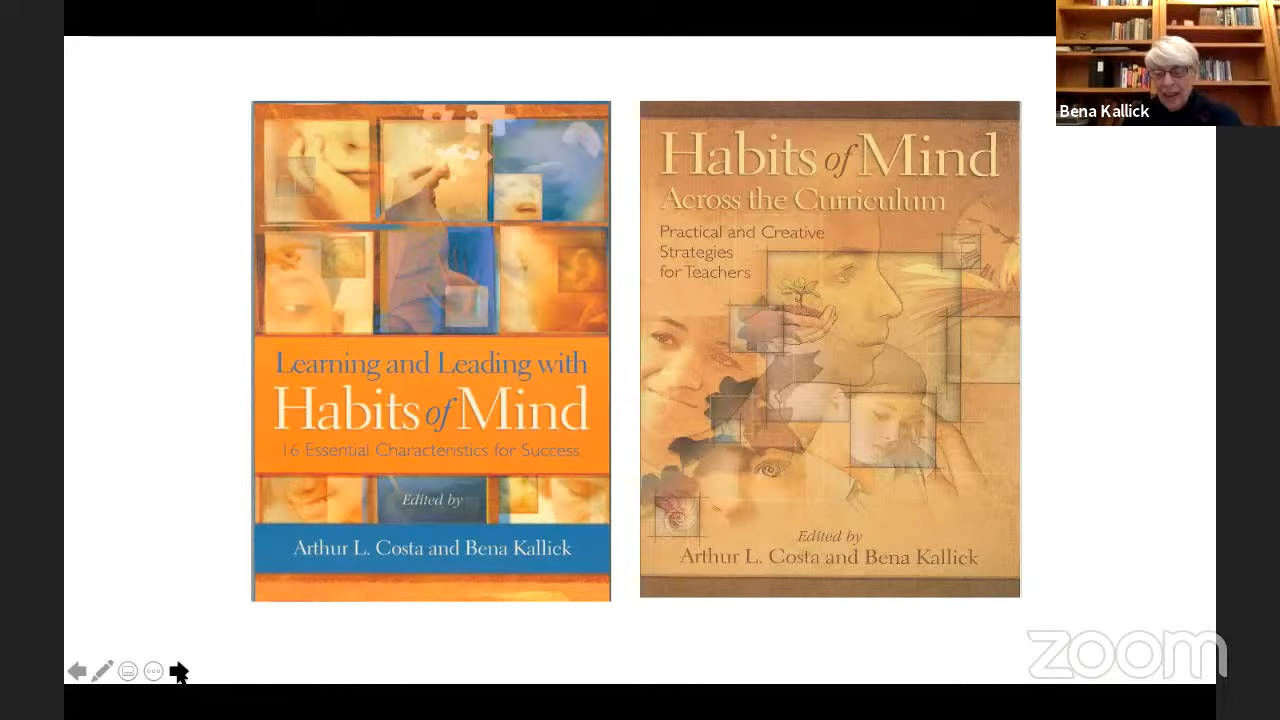 Bena Kallick
Learning and Leading with
Habits of Mind
16 Essential Characteristics for Success
Edited by
Arthur L. Costa and Bena Kallick
Habits of Mind
Across the Curriculum
Practical and Creative
Strategies
for Teachers
Edited by
Arthur L. Costa and Bena Kallick
zoom